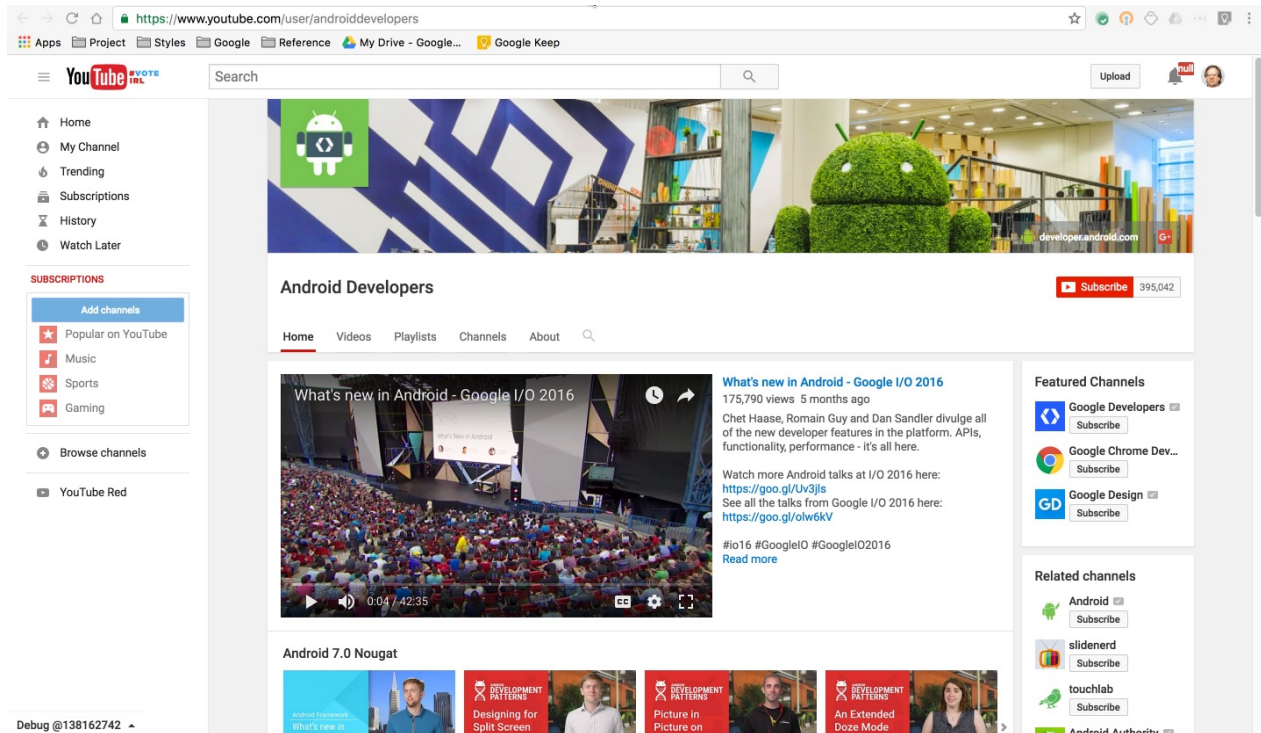 https://www.youtube.com/user/androiddevelopers
Apps Project Styles Google Reference My Drive - Google... Google Keep
YouTube #VOTE IRL
Search
Upload
null
Home
My Channel
Trending
Subscriptions
History
Watch Later
SUBSCRIPTIONS
Add channels
Popular on YouTube
Music
Sports
Gaming
Browse channels
YouTube Red
developer.android.com G+
Android Developers
Subscribe 395,042
Home Videos Playlists Channels About
What's new in Android - Google I/O 2016
What's New in Android
0:04 / 42:35
CC
What's new in Android - Google I/O 2016
175,790 views 5 months ago
Chet Haase, Romain Guy and Dan Sandler divulge all
of the new developer features in the platform. APIs,
functionality, performance - it's all here.
Watch more Android talks at I/O 2016 here:
https://goo.gl/Uv3jls
See all the talks from Google I/O 2016 here:
https://goo.gl/olw6kV
#io16 #GoogleIO #GoogleIO2016
Read more
Featured Channels
Google Developers
Subscribe
Google Chrome Dev...
Subscribe
GD
Google Design
Subscribe
Related channels
Android
Subscribe
slidenerd
Subscribe
touchlab
Subscribe
Android Authority
Android 7.0 Nougat
Android Framework
What's new in
ANDROID
DEVELOPMENT
PATTERNS
Designing for
Split Screen
ANDROID
DEVELOPMENT
PATTERNS
Picture in
Picture on
ANDROID
DEVELOPMENT
PATTERNS
An Extended
Doze Mode
Debug @138162742